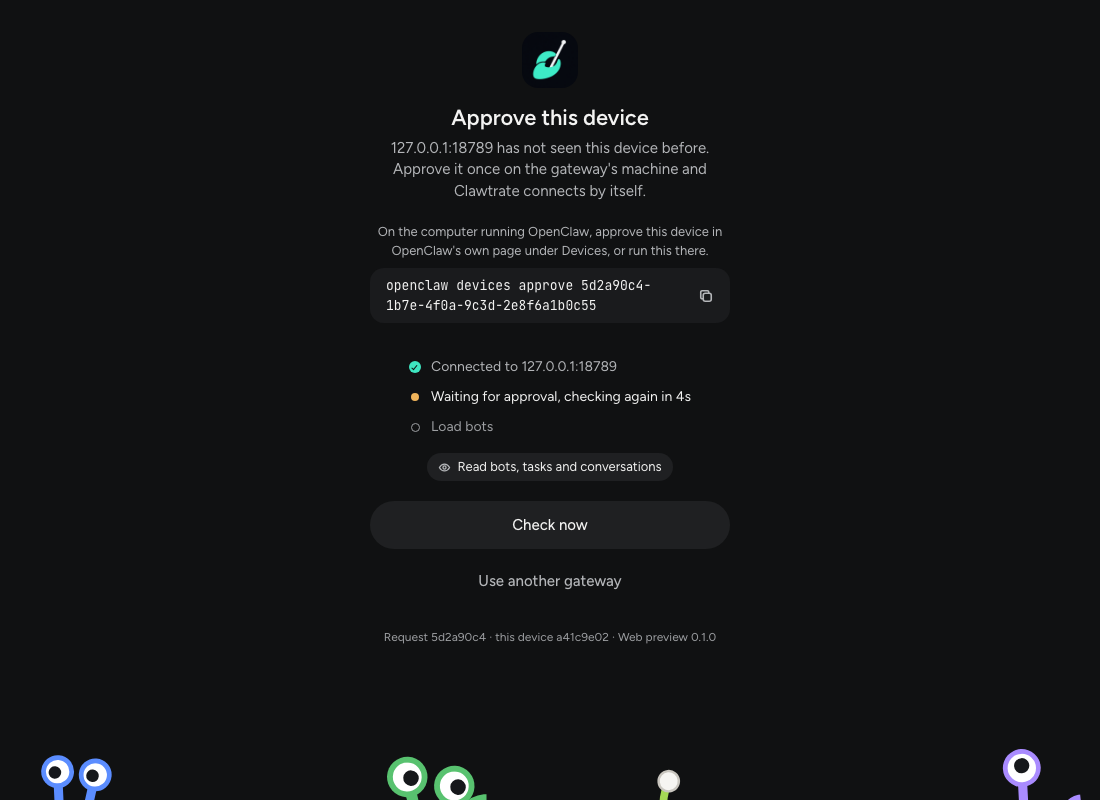 Approve this device
127.0.0.1:18789 has not seen this device before.
Approve it once on the gateway's machine and
Clawtrate connects by itself.
On the computer running OpenClaw, approve this device in
OpenClaw's own page under Devices, or run this there.
openclaw devices approve 5d2a90c4-
1b7e-4f0a-9c3d-2e8f6a1b0c55
Connected to 127.0.0.1:18789
Waiting for approval, checking again in 4s
Load bots
Read bots, tasks and conversations
Check now
Use another gateway
Request 5d2a90c4 · this device a41c9e02 · Web preview 0.1.0